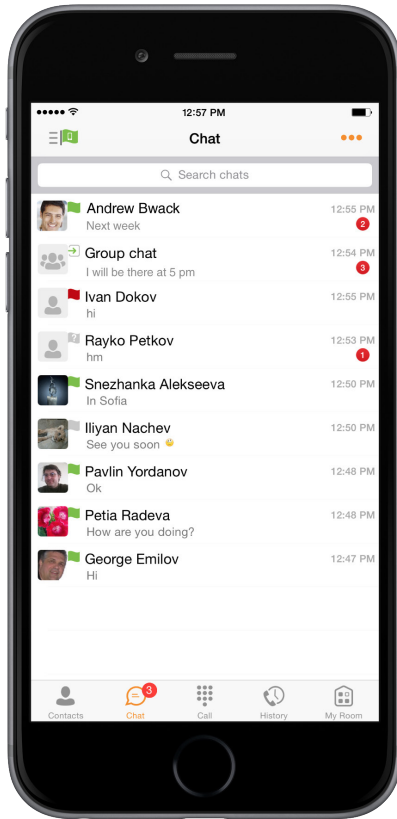 12:57 PM
Chat
Search chats
Andrew Bwack 12:55 PM
Next week 2
Group chat 12:54 PM
I will be there at 5 pm 3
Ivan Dokov 12:55 PM
hi
? Rayko Petkov 12:53 PM
hm 1
Snezhanka Alekseeva 12:50 PM
In Sofia
Iliyan Nachev 12:50 PM
See you soon
Pavlin Yordanov 12:48 PM
Ok
Petia Radeva 12:48 PM
How are you doing?
George Emilov 12:47 PM
Hi
3
Contacts Chat Call History My Room